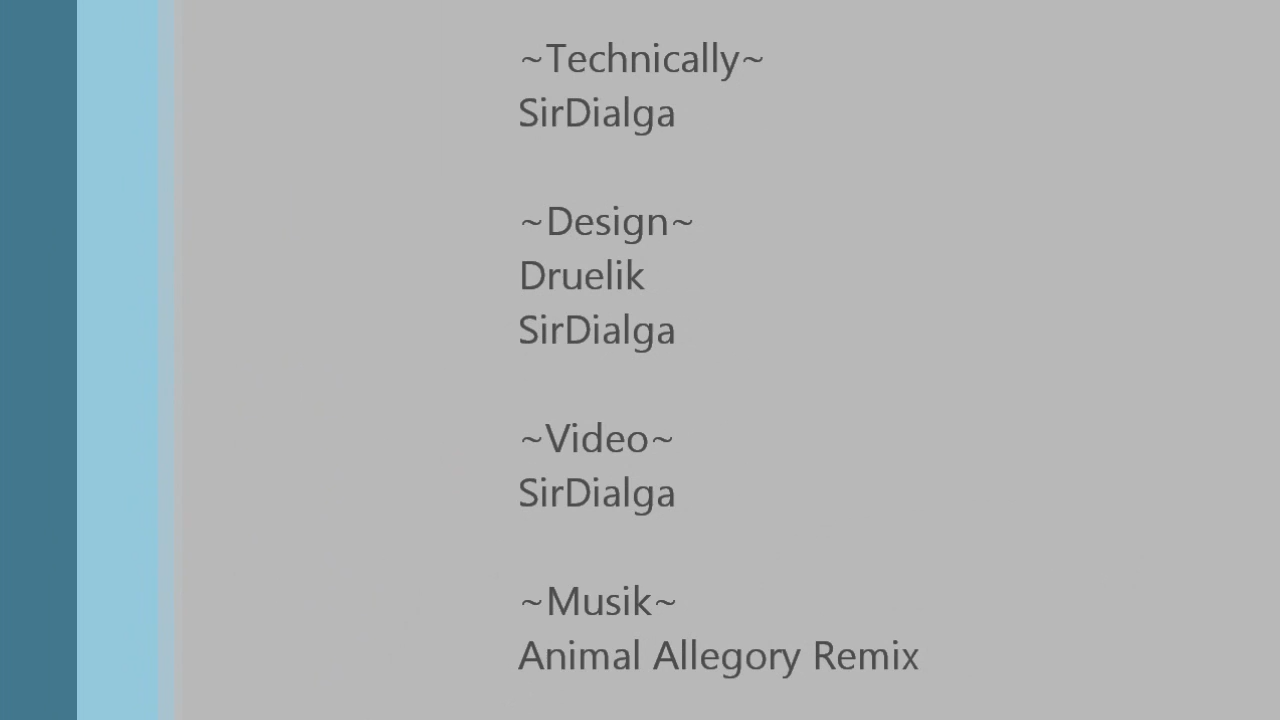 ~Technically~
SirDialga
~Design~
Druelik
SirDialga
~Video~
SirDialga
~Musik~
Animal Allegory Remix